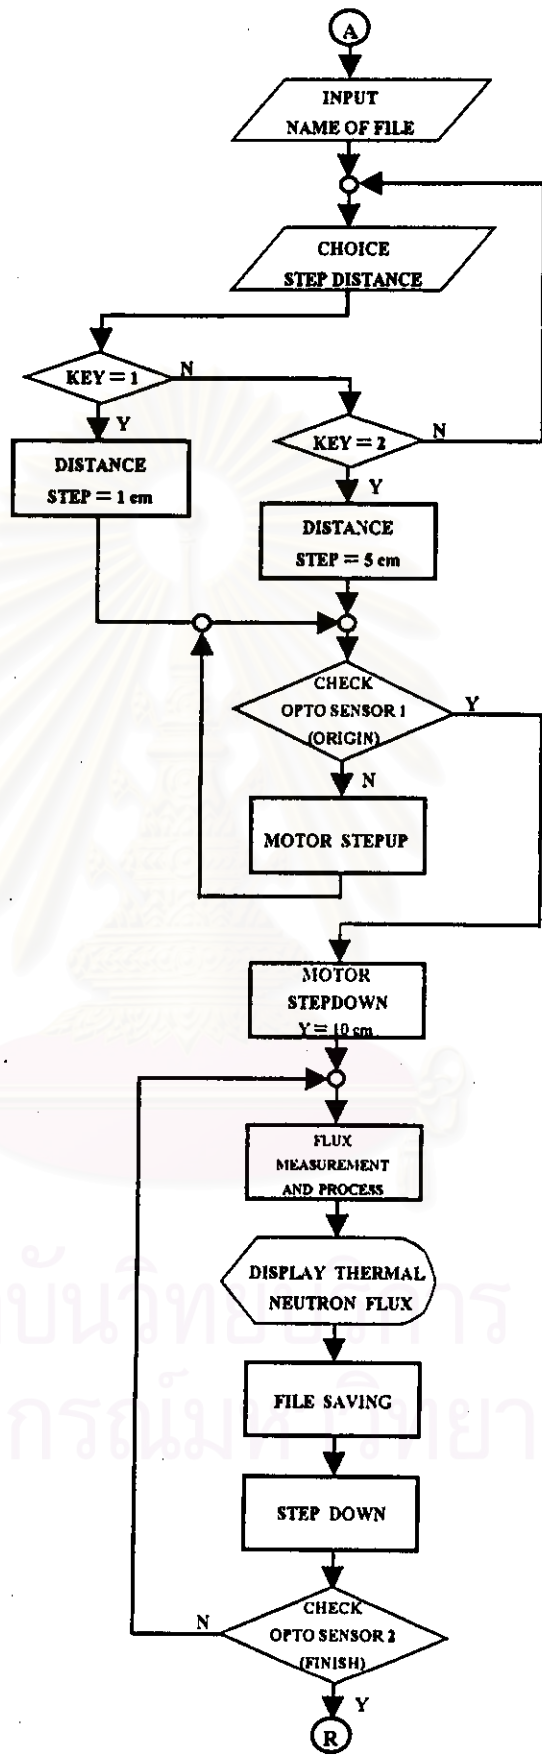 A
INPUT
NAME OF FILE
CHOICE
STEP DISTANCE
KEY = 1
N
Y
KEY = 2
N
Y
DISTANCE
STEP = 1 cm
DISTANCE
STEP = 5 cm
CHECK
OPTO SENSOR 1
(ORIGIN)
Y
N
MOTOR STEPUP
MOTOR
STEPDOWN
Y = 10 cm
FLUX
MEASUREMENT
AND PROCESS
DISPLAY THERMAL
NEUTRON FLUX
FILE SAVING
STEP DOWN
CHECK
OPTO SENSOR 2
(FINISH)
N
Y
R